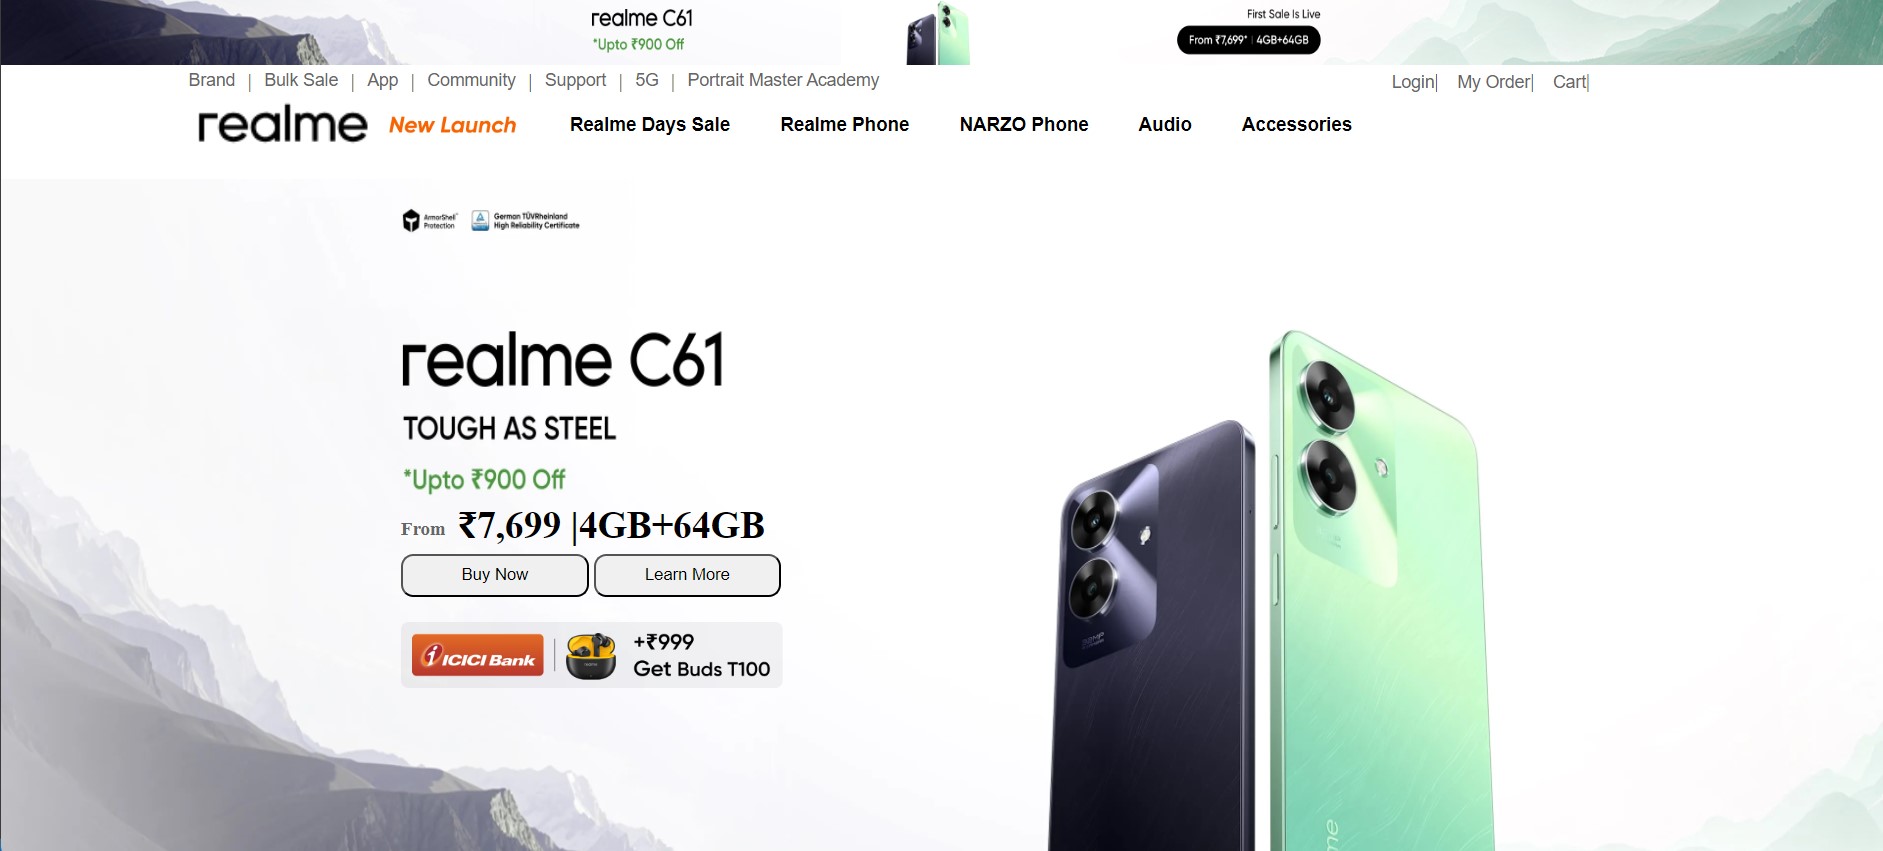 realme C61
*Upto ₹900 Off
First Sale Is Live
From ₹7,699* | 4GB+64GB
Brand | Bulk Sale | App | Community | Support | 5G | Portrait Master Academy
Login| My Order| Cart|
realme New Launch Realme Days Sale Realme Phone NARZO Phone Audio Accessories
ArmorShell™
Protection
German TÜVRheinland
High Reliability Certificate
realme C61
TOUGH AS STEEL
*Upto ₹900 Off
From ₹7,699 |4GB+64GB
Buy Now
Learn More
ICICI Bank
+₹999
Get Buds T100